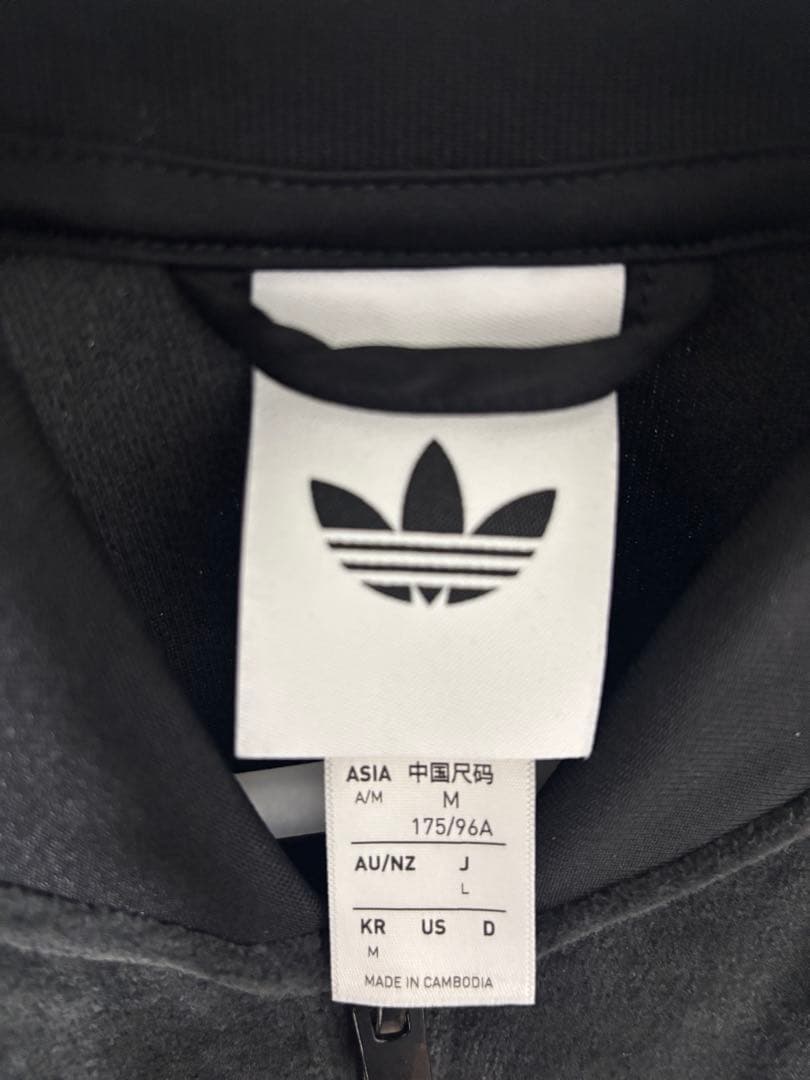 ASIA 中国尺码
A/M M
175/96A
AU/NZ J
L
KR US D
M
MADE IN CAMBODIA